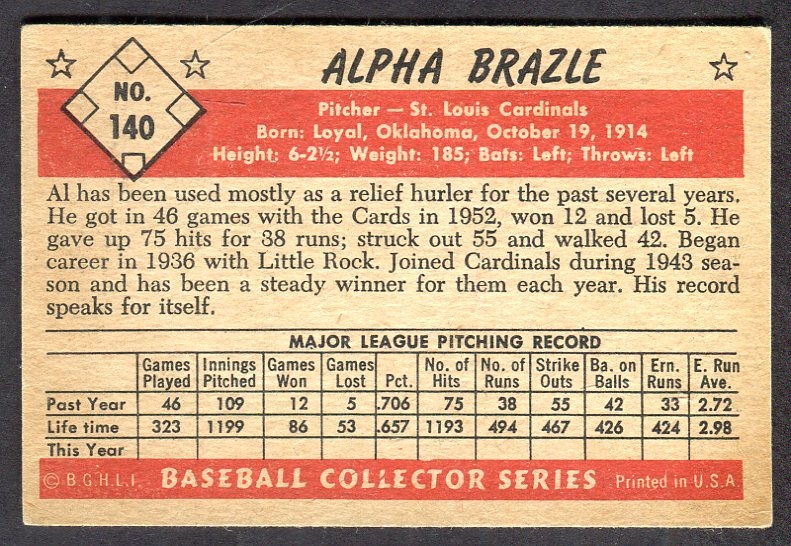 NO. 140
ALPHA BRAZLE
Pitcher — St. Louis Cardinals
Born: Loyal, Oklahoma, October 19, 1914
Height; 6-2½; Weight: 185; Bats: Left; Throws: Left
Al has been used mostly as a relief hurler for the past several years.
He got in 46 games with the Cards in 1952, won 12 and lost 5. He
gave up 75 hits for 38 runs; struck out 55 and walked 42. Began
career in 1936 with Little Rock. Joined Cardinals during 1943 sea-
son and has been a steady winner for them each year. His record
speaks for itself.
MAJOR LEAGUE PITCHING RECORD
Games Played Innings Pitched Games Won Games Lost Pct. No. of Hits No. of Runs Strike Outs Ba. on Balls Ern. Runs E. Run Ave.
Past Year 46 109 12 5 .706 75 38 55 42 33 2.72
Life time 323 1199 86 53 .657 1193 494 467 426 424 2.98
This Year
© B.G.H.L.I. BASEBALL COLLECTOR SERIES Printed in U.S.A.